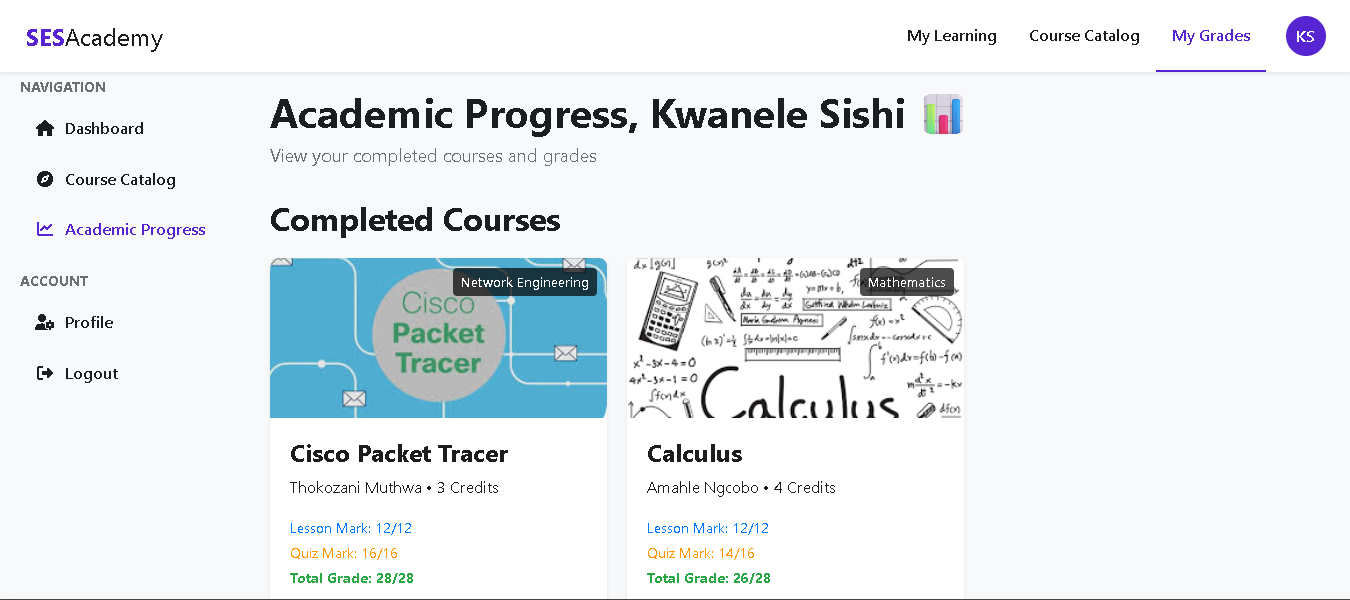 SESAcademy
My Learning
Course Catalog
My Grades
KS
NAVIGATION
Dashboard
Course Catalog
Academic Progress
ACCOUNT
Profile
Logout
Academic Progress, Kwanele Sishi
View your completed courses and grades
Completed Courses
Network Engineering
Cisco
Packet
Tracer
Cisco Packet Tracer
Thokozani Muthwa • 3 Credits
Lesson Mark: 12/12
Quiz Mark: 16/16
Total Grade: 28/28
Mathematics
Calculus
Calculus
Amahle Ngcobo • 4 Credits
Lesson Mark: 12/12
Quiz Mark: 14/16
Total Grade: 26/28